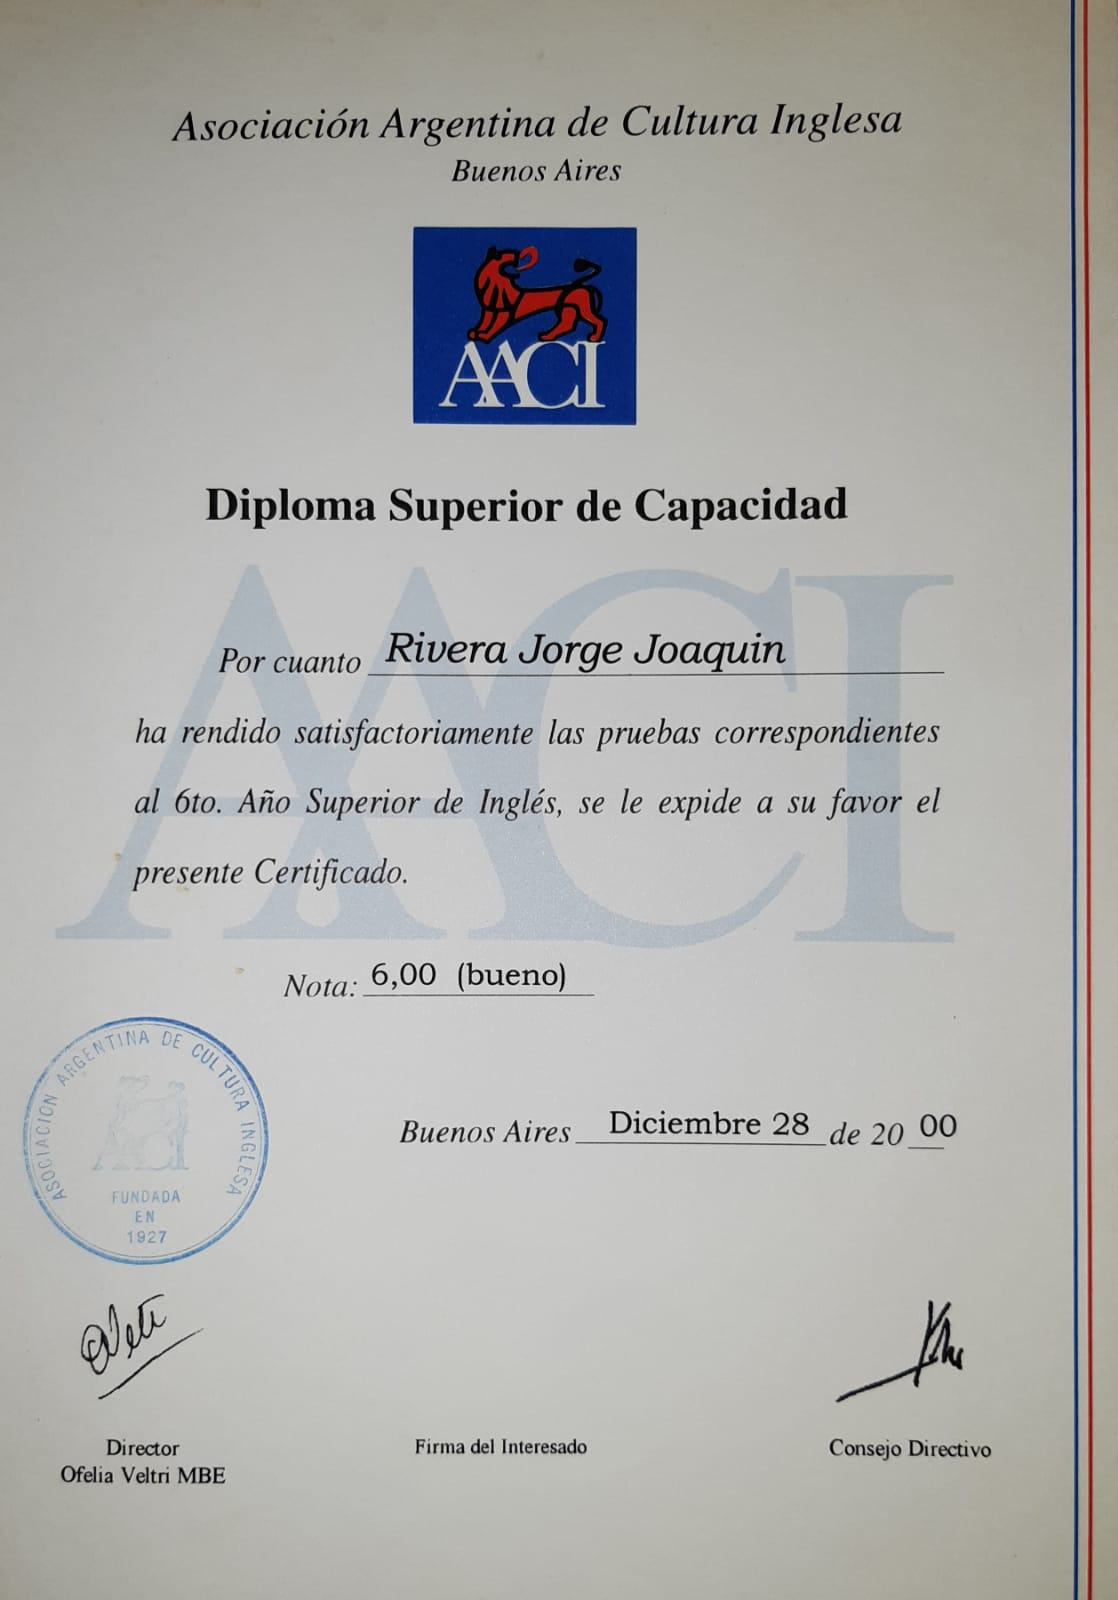 Asociación Argentina de Cultura Inglesa
Buenos Aires
AACI
Diploma Superior de Capacidad
AACI
Por cuanto Rivera Jorge Joaquin
ha rendido satisfactoriamente las pruebas correspondientes
al 6to. Año Superior de Inglés, se le expide a su favor el
presente Certificado.
Nota: 6,00 (bueno)
ASOCIACION ARGENTINA DE CULTURA INGLESA
AACI
FUNDADA
EN
1927
Buenos Aires Diciembre 28 de 20 00
Director
Ofelia Veltri MBE
Firma del Interesado
Consejo Directivo